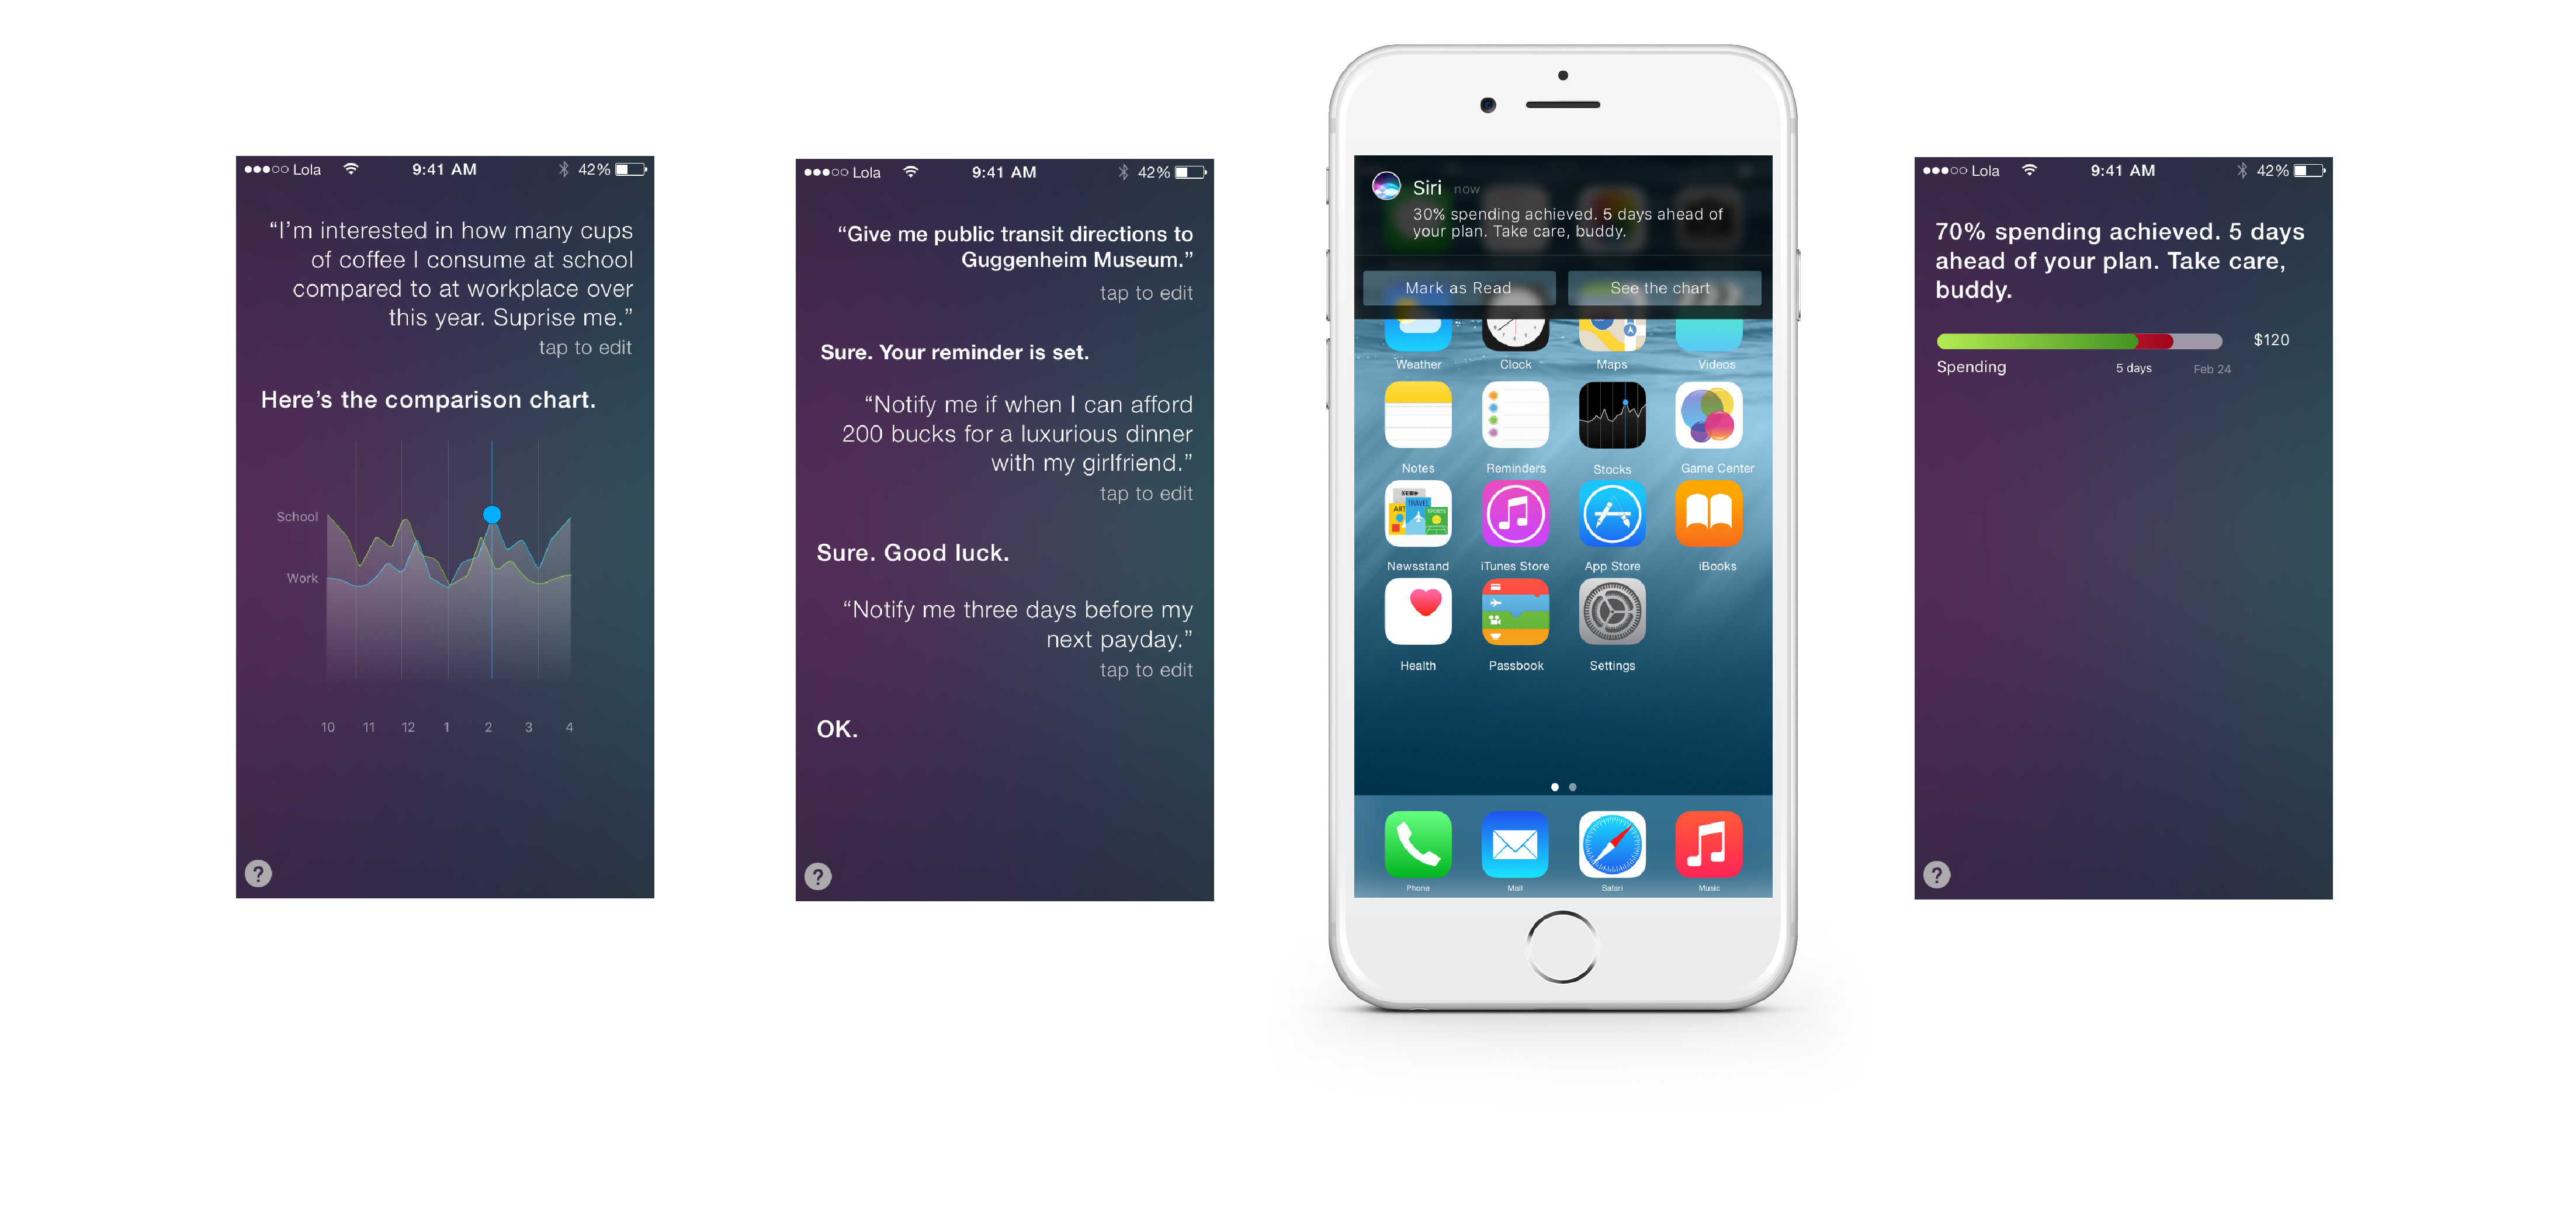 ●●●○○ Lola 9:41 AM 42%
“I’m interested in how many cups
of coffee I consume at school
compared to at workplace over
this year. Suprise me.”
tap to edit
Here’s the comparison chart.
School
Work
10 11 12 1 2 3 4
?
●●●○○ Lola 9:41 AM 42%
“Give me public transit directions to
Guggenheim Museum.”
tap to edit
Sure. Your reminder is set.
“Notify me if when I can afford
200 bucks for a luxurious dinner
with my girlfriend.”
tap to edit
Sure. Good luck.
“Notify me three days before my
next payday.”
tap to edit
OK.
?
Siri now
30% spending achieved. 5 days ahead of
your plan. Take care, buddy.
Mark as Read See the chart
Weather Clock Maps Videos
Notes Reminders Stocks Game Center
ART TRAVEL SPORTS
Newsstand iTunes Store App Store iBooks
Health Passbook Settings
Phone Mail Safari Music
●●●○○ Lola 9:41 AM 42%
70% spending achieved. 5 days
ahead of your plan. Take care,
buddy.
$120
Spending 5 days Feb 24
?